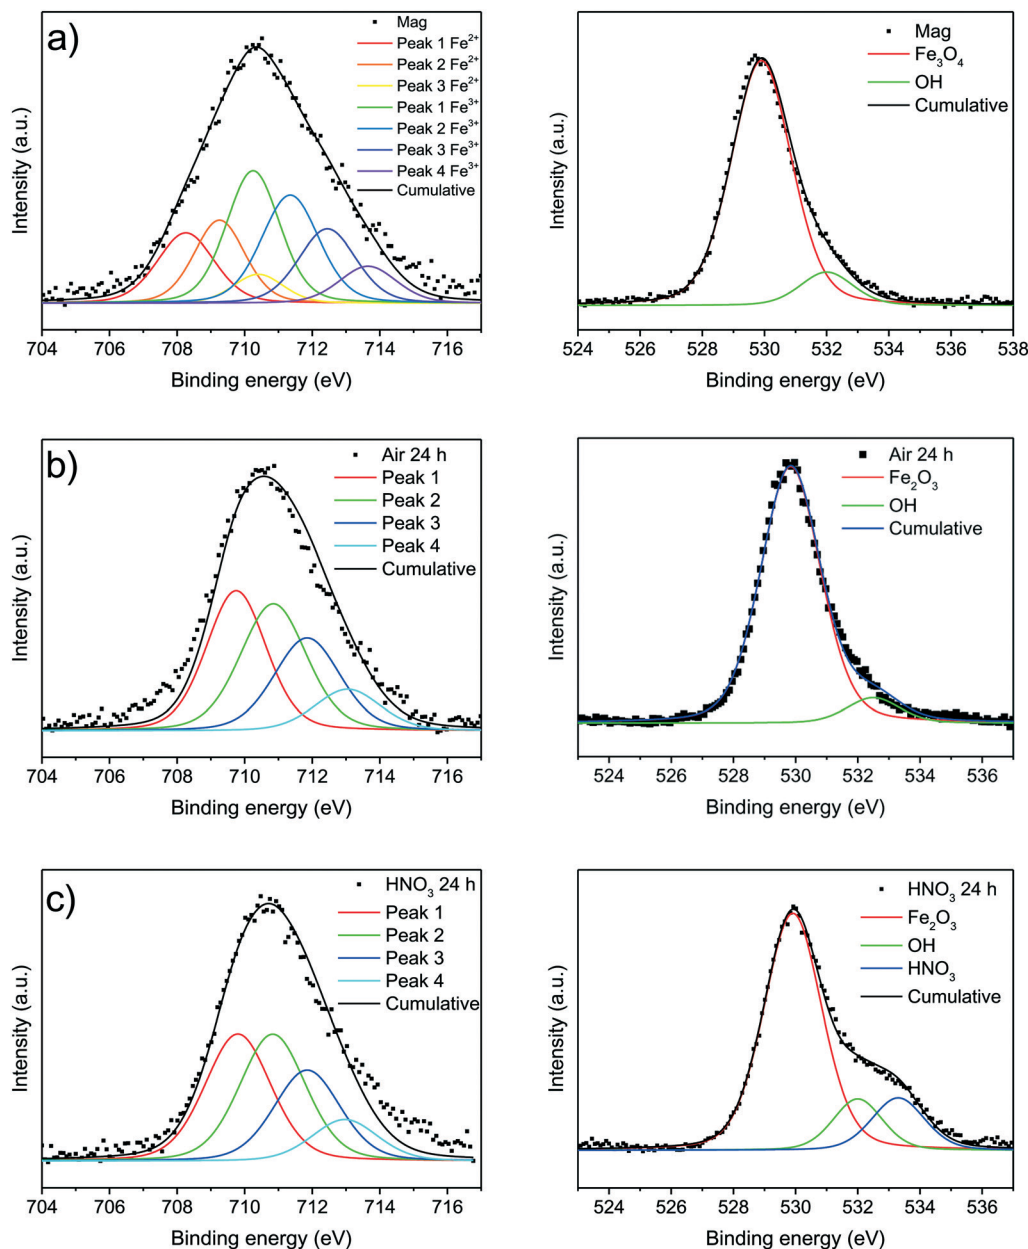 a)
Mag
Peak 1 Fe²⁺
Peak 2 Fe²⁺
Peak 3 Fe²⁺
Peak 1 Fe³⁺
Peak 2 Fe³⁺
Peak 3 Fe³⁺
Peak 4 Fe³⁺
Cumulative
Intensity (a.u.)
704 706 708 710 712 714 716
Binding energy (eV)
Mag
Fe₃O₄
OH
Cumulative
Intensity (a.u.)
524 526 528 530 532 534 536 538
Binding energy (eV)
b)
Air 24 h
Peak 1
Peak 2
Peak 3
Peak 4
Cumulative
Intensity (a.u.)
704 706 708 710 712 714 716
Binding energy (eV)
Air 24 h
Fe₂O₃
OH
Cumulative
Intensity (a.u.)
524 526 528 530 532 534 536
Binding energy (eV)
c)
HNO₃ 24 h
Peak 1
Peak 2
Peak 3
Peak 4
Cumulative
Intensity (a.u.)
704 706 708 710 712 714 716
Binding energy (eV)
HNO₃ 24 h
Fe₂O₃
OH
HNO₃
Cumulative
Intensity (a.u.)
524 526 528 530 532 534 536
Binding energy (eV)